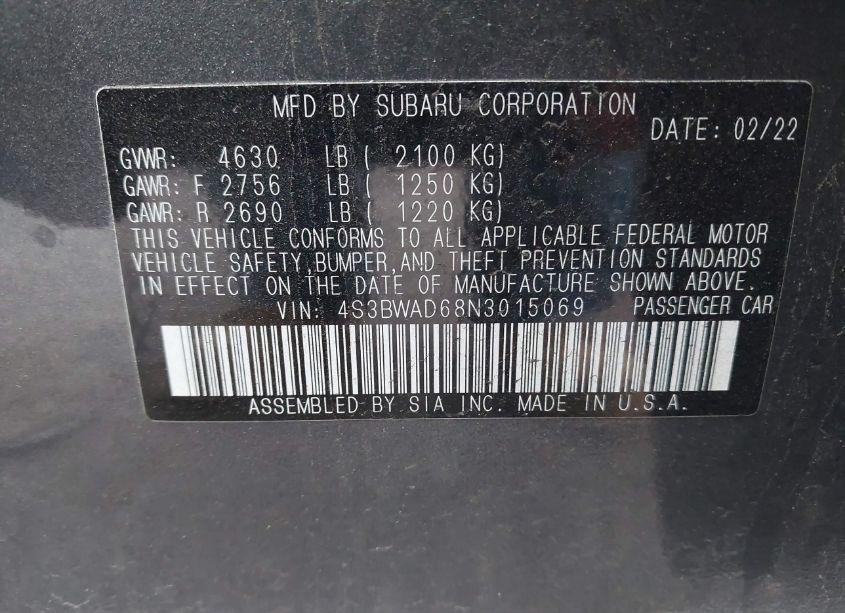 MFD BY SUBARU CORPORATION
DATE: 02/22
GVWR: 4630 LB ( 2100 KG)
GAWR: F 2756 LB ( 1250 KG)
GAWR: R 2690 LB ( 1220 KG)
THIS VEHICLE CONFORMS TO ALL APPLICABLE FEDERAL MOTOR
VEHICLE SAFETY,BUMPER,AND THEFT PREVENTION STANDARDS
IN EFFECT ON THE DATE OF MANUFACTURE SHOWN ABOVE.
VIN: 4S3BWAD68N3015069 PASSENGER CAR
ASSEMBLED BY SIA INC. MADE IN U.S.A.